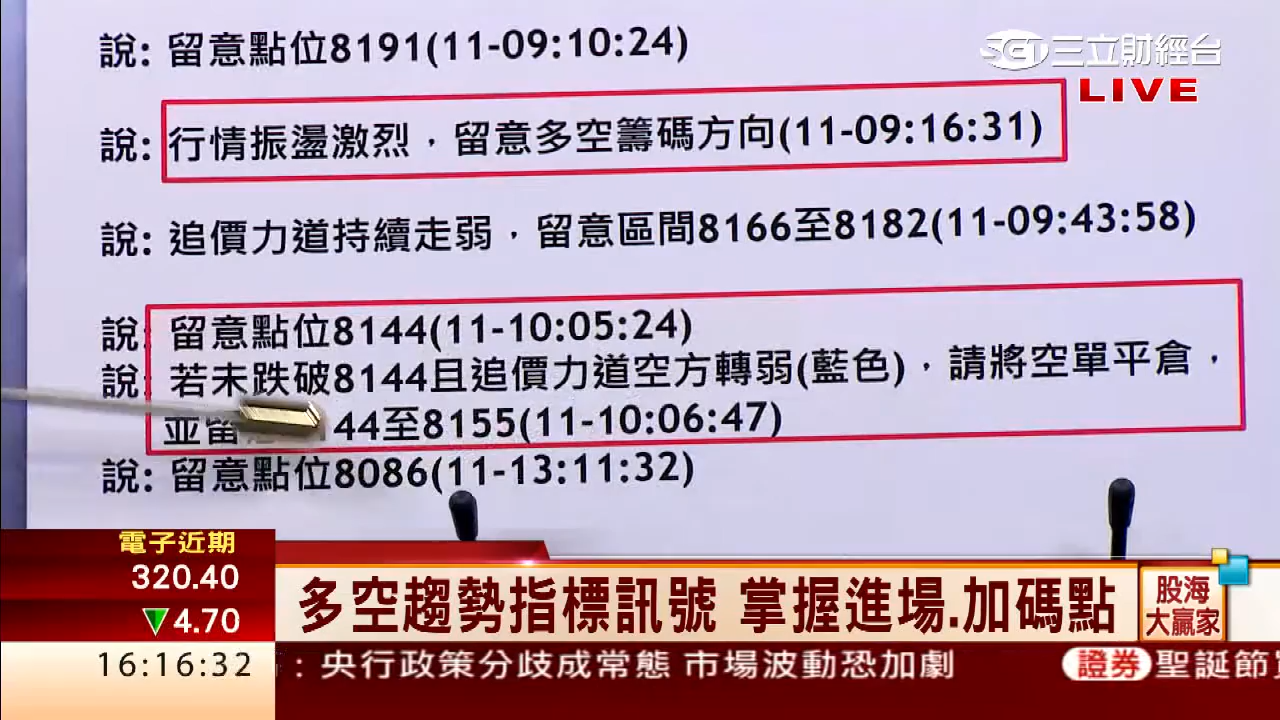 說: 留意點位8191(11-09:10:24)
SET 三立財經台
LIVE
說: 行情振盪激烈，留意多空籌碼方向(11-09:16:31)
說: 追價力道持續走弱，留意區間8166至8182(11-09:43:58)
說: 留意點位8144(11-10:05:24)
說: 若未跌破8144且追價力道空方轉弱(藍色)，請將空單平倉，
並留 44至8155(11-10:06:47)
說: 留意點位8086(11-13:11:32)
電子近期
320.40
▼4.70
16:16:32
多空趨勢指標訊號 掌握進場.加碼點
股海
大贏家
：央行政策分歧成常態 市場波動恐加劇 證券 聖誕節